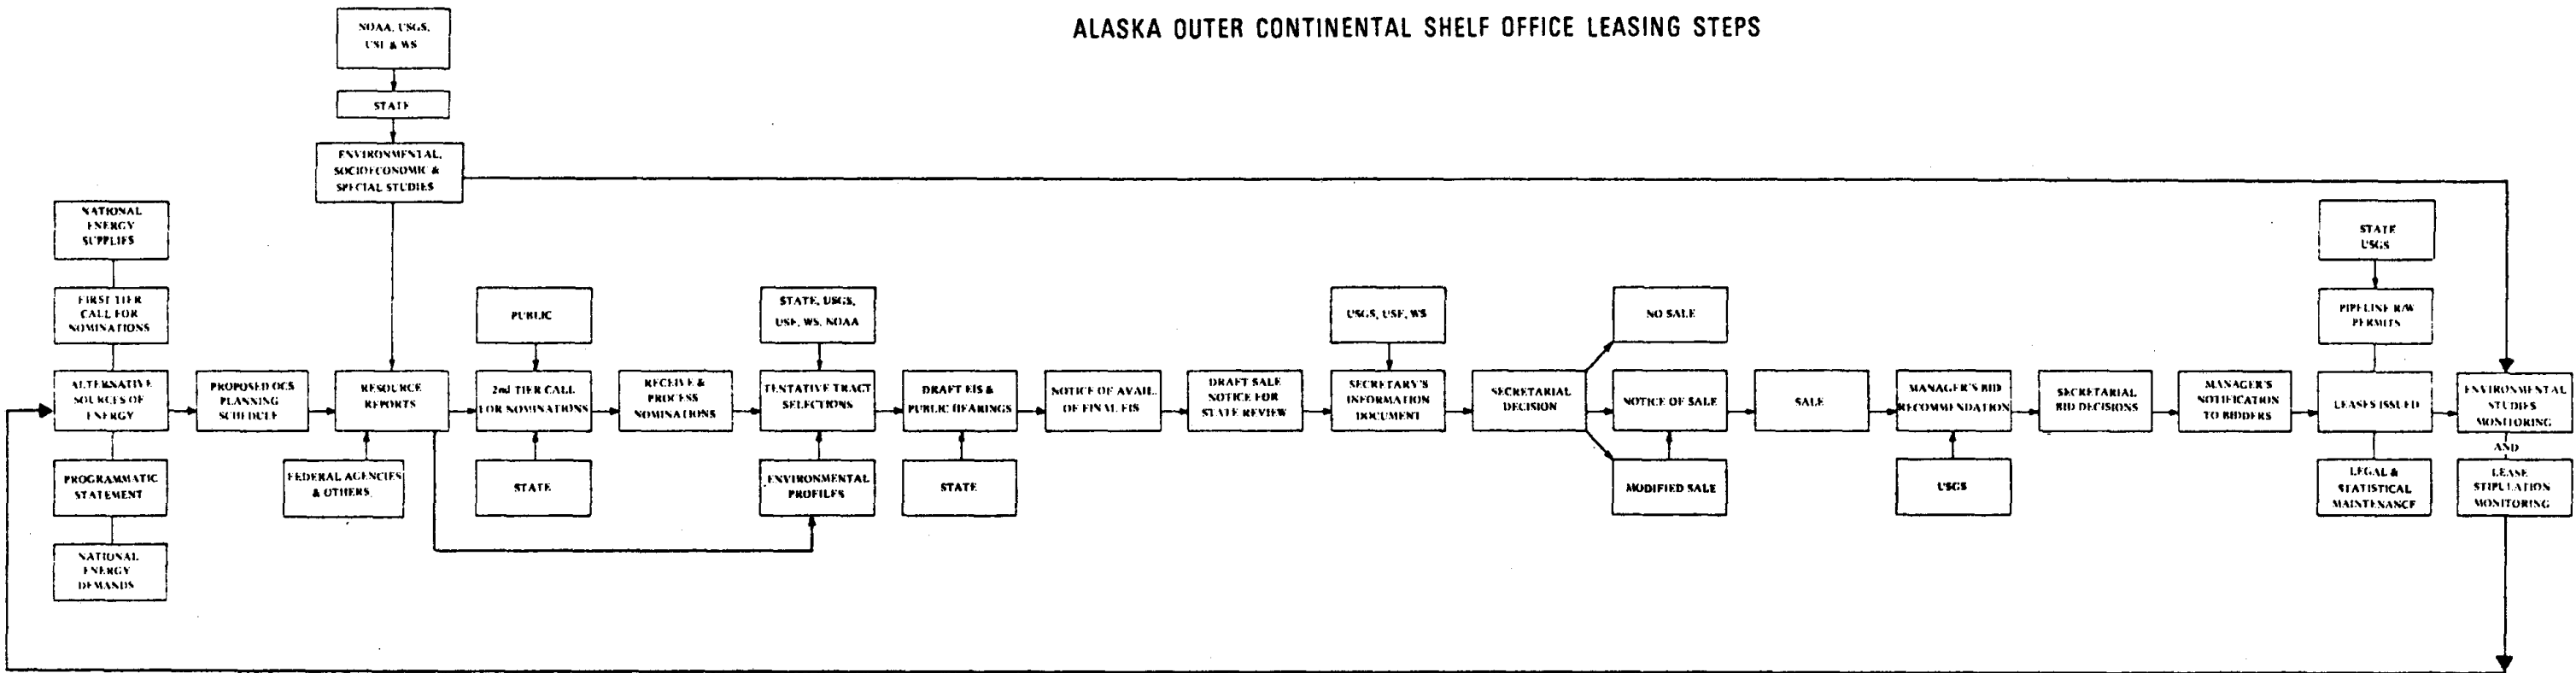 ALASKA OUTER CONTINENTAL SHELF OFFICE LEASING STEPS
NOAA, USGS,
USF & WS
STATE
ENVIRONMENTAL,
SOCIOECONOMIC &
SPECIAL STUDIES
NATIONAL
ENERGY
SUPPLIES
FIRST TIER
CALL FOR
NOMINATIONS
ALTERNATIVE
SOURCES OF
ENERGY
PROGRAMMATIC
STATEMENT
NATIONAL
ENERGY
DEMANDS
PROPOSED OCS
PLANNING
SCHEDULE
RESOURCE
REPORTS
FEDERAL AGENCIES
& OTHERS
PUBLIC
2nd TIER CALL
FOR NOMINATIONS
STATE
RECEIVE &
PROCESS
NOMINATIONS
STATE, USGS,
USF, WS, NOAA
TENTATIVE TRACT
SELECTIONS
ENVIRONMENTAL
PROFILES
DRAFT EIS &
PUBLIC HEARINGS
STATE
NOTICE OF AVAIL.
OF FINAL EIS
DRAFT SALE
NOTICE FOR
STATE REVIEW
USGS, USF, WS
SECRETARY'S
INFORMATION
DOCUMENT
SECRETARIAL
DECISION
NO SALE
NOTICE OF SALE
MODIFIED SALE
SALE
MANAGER'S BID
RECOMMENDATION
USGS
SECRETARIAL
BID DECISIONS
MANAGER'S
NOTIFICATION
TO BIDDERS
STATE
USGS
PIPELINE R/W
PERMITS
LEASES ISSUED
LEGAL &
STATISTICAL
MAINTENANCE
ENVIRONMENTAL
STUDIES
MONITORING
AND
LEASE
STIPULATION
MONITORING